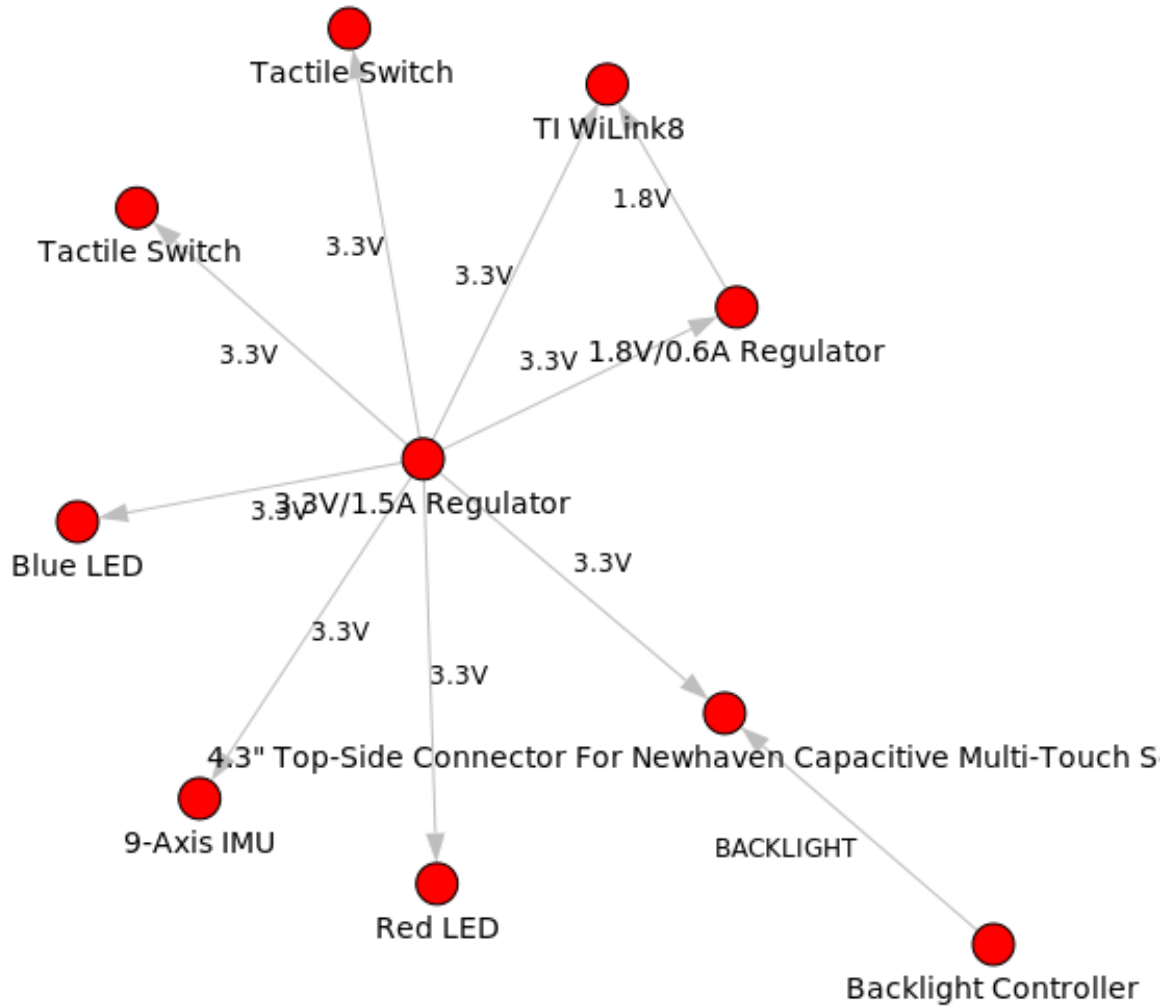 Tactile Switch
TI WiLink8
1.8V
Tactile Switch
3.3V
3.3V
3.3V
3.3V
1.8V/0.6A Regulator
3.3V/1.5A Regulator
3.3V
Blue LED
3.3V
3.3V
3.3V
4.3" Top-Side Connector For Newhaven Capacitive Multi-Touch
9-Axis IMU
BACKLIGHT
Red LED
Backlight Controller